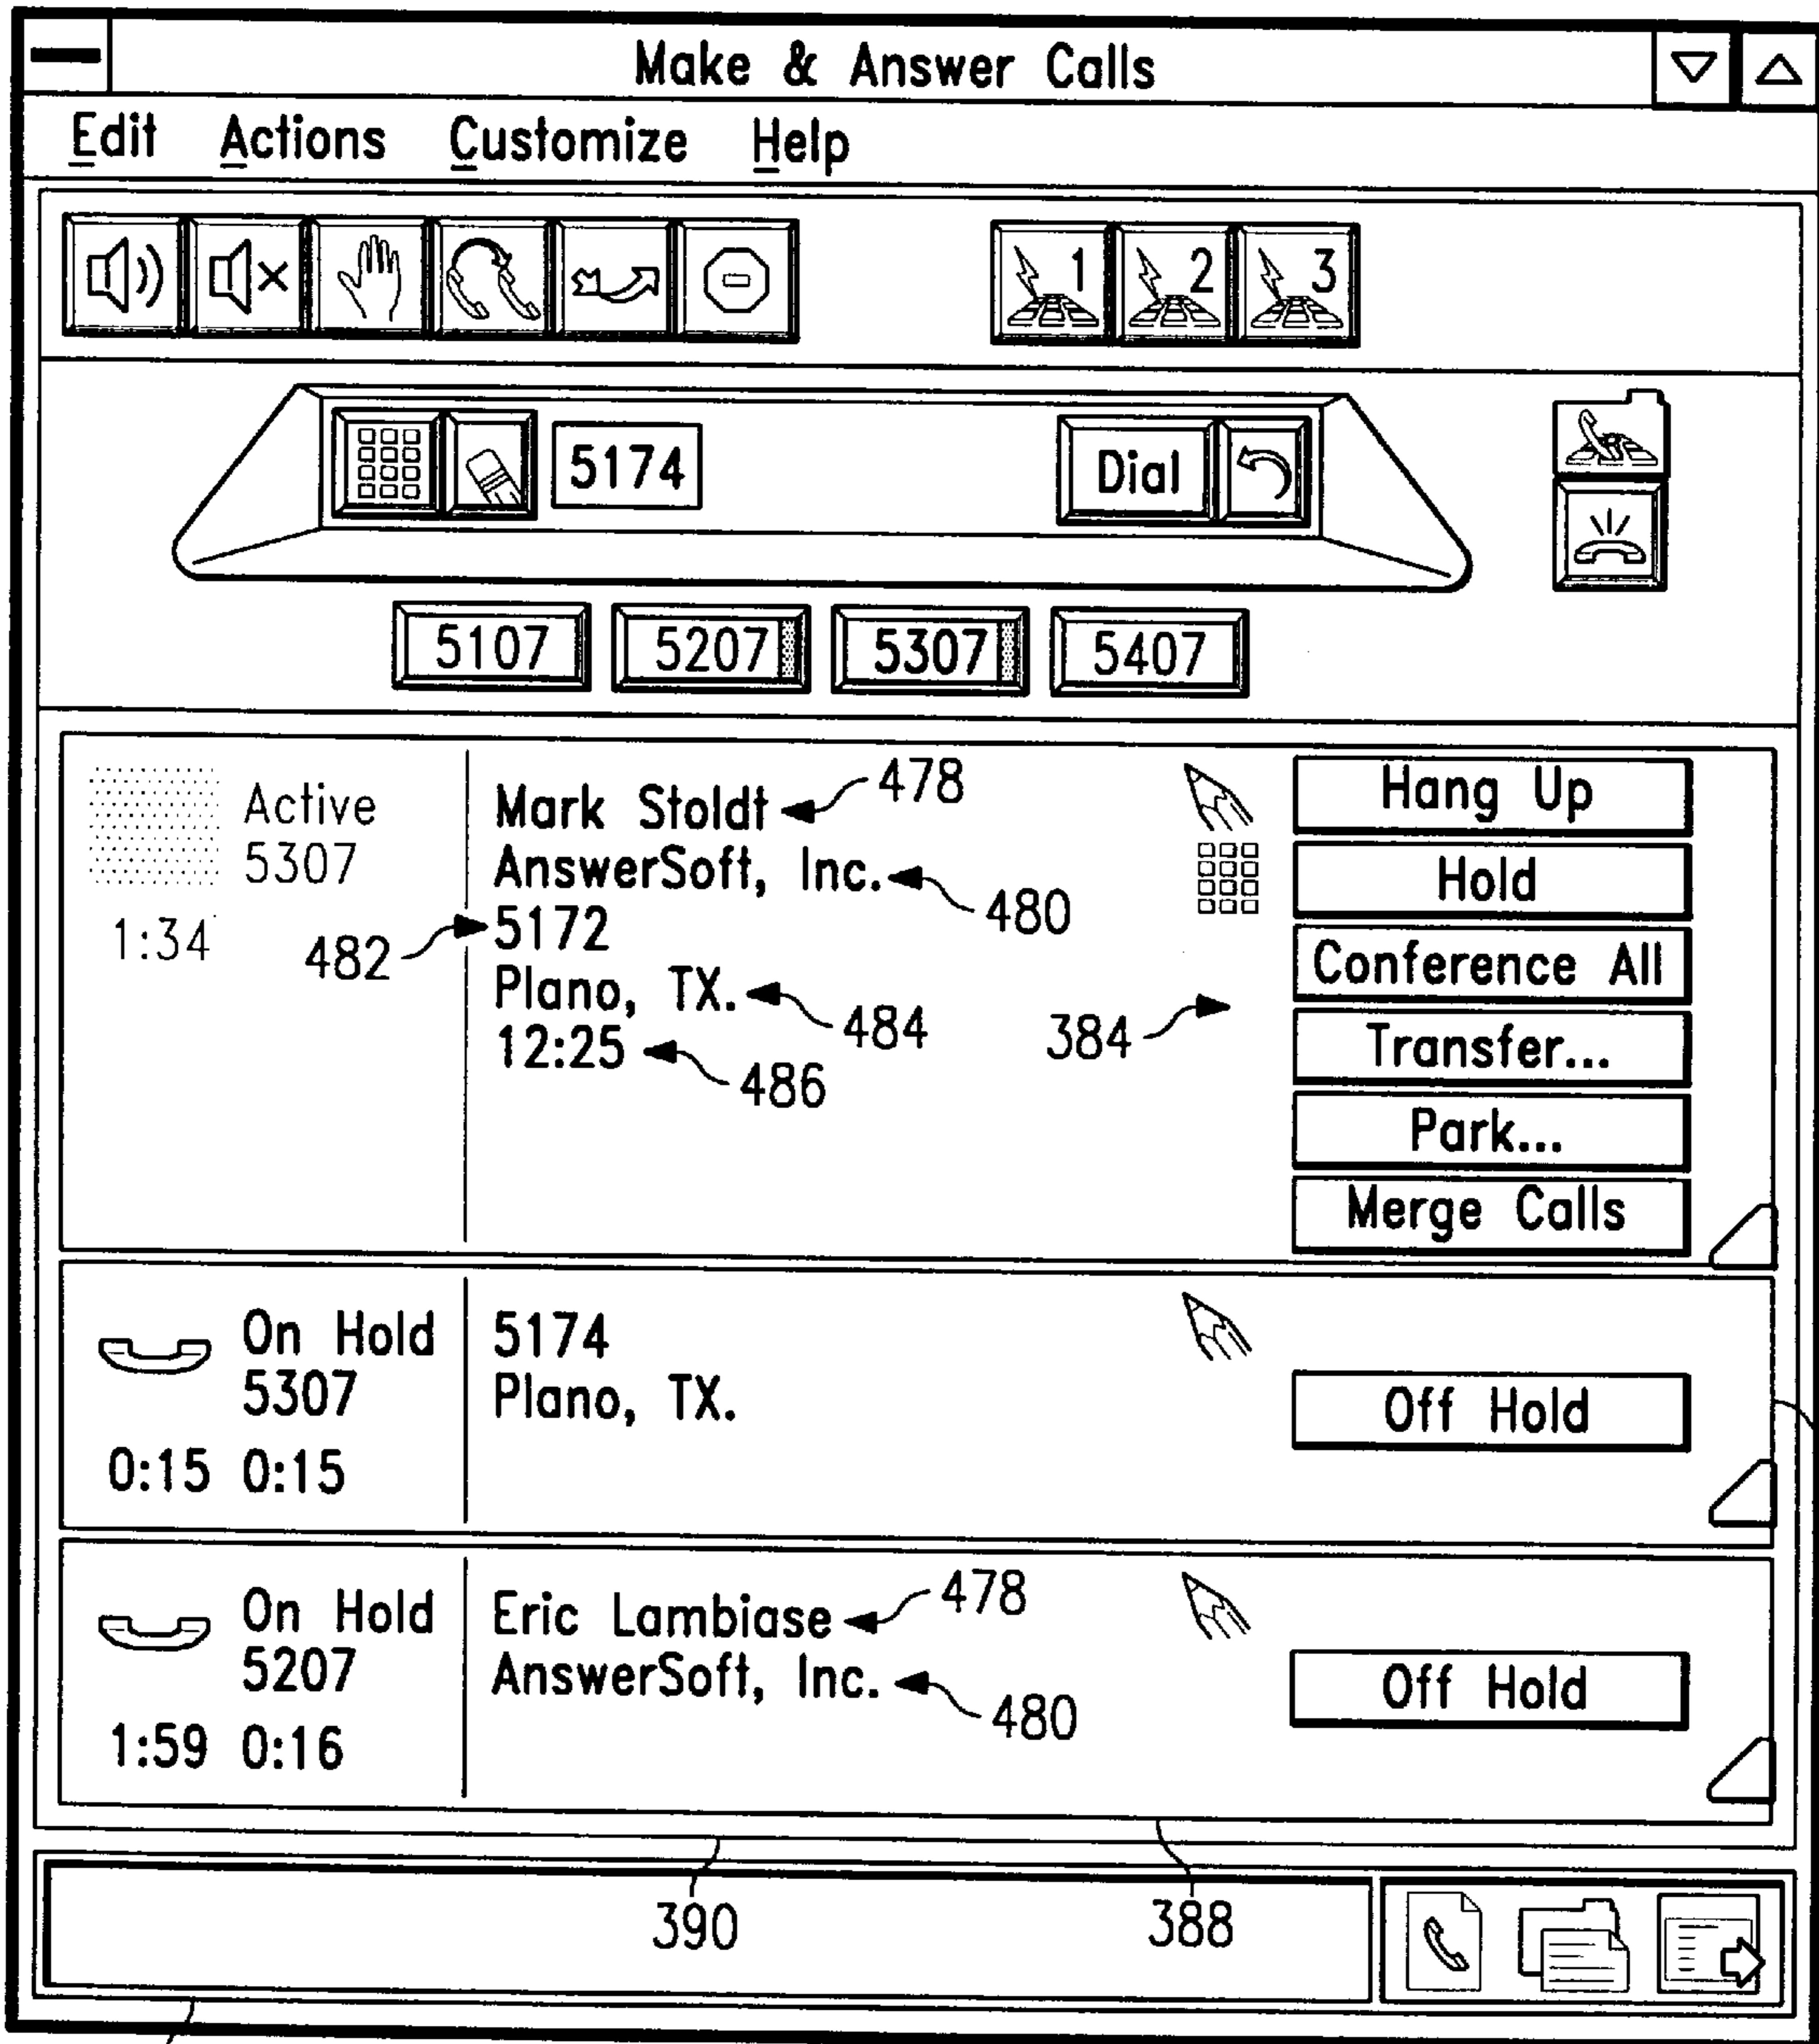 Make & Answer Calls
Edit Actions Customize Help
1 2 3
5174 Dial
5107 5207 5307 5407
Active
5307
1:34
Mark Stoldt 478
AnswerSoft, Inc. 480
482 5172
Plano, TX. 484
12:25 486
384
Hang Up
Hold
Conference All
Transfer...
Park...
Merge Calls
On Hold
5307
0:15 0:15
5174
Plano, TX.
Off Hold
On Hold
5207
1:59 0:16
Eric Lambiase 478
AnswerSoft, Inc. 480
Off Hold
390 388